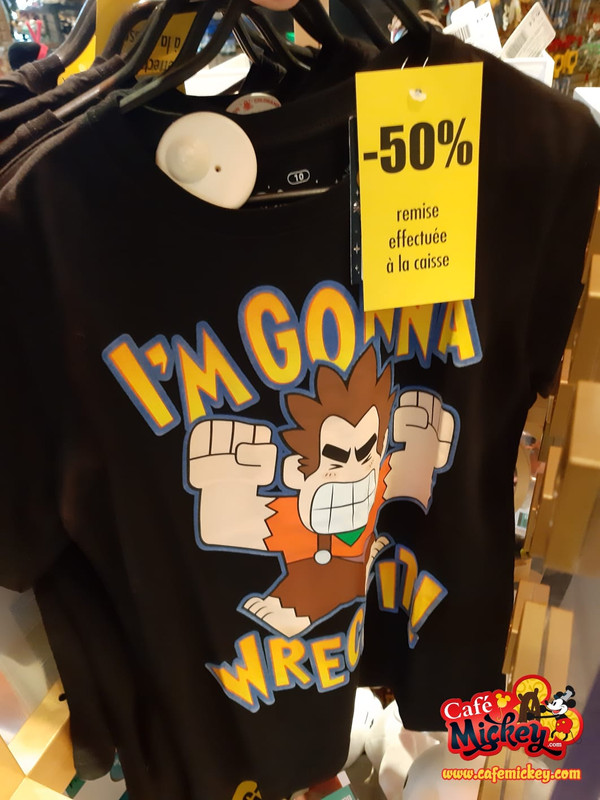 -50%
remise
effectuée
à la caisse
10
I'M GONNA
WREC
IT!
Café
Mickey.com
www.cafemickey.com